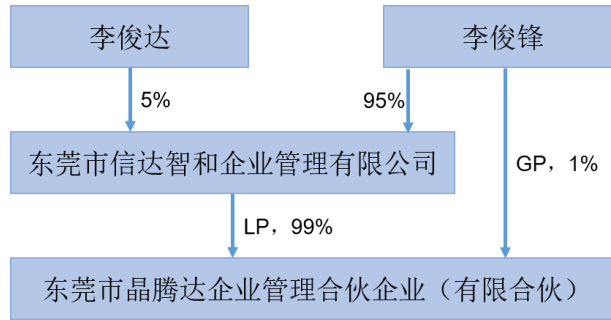 李俊达
李俊锋
5%
95%
东莞市信达智和企业管理有限公司
GP，1%
LP，99%
东莞市晶腾达企业管理合伙企业（有限合伙）